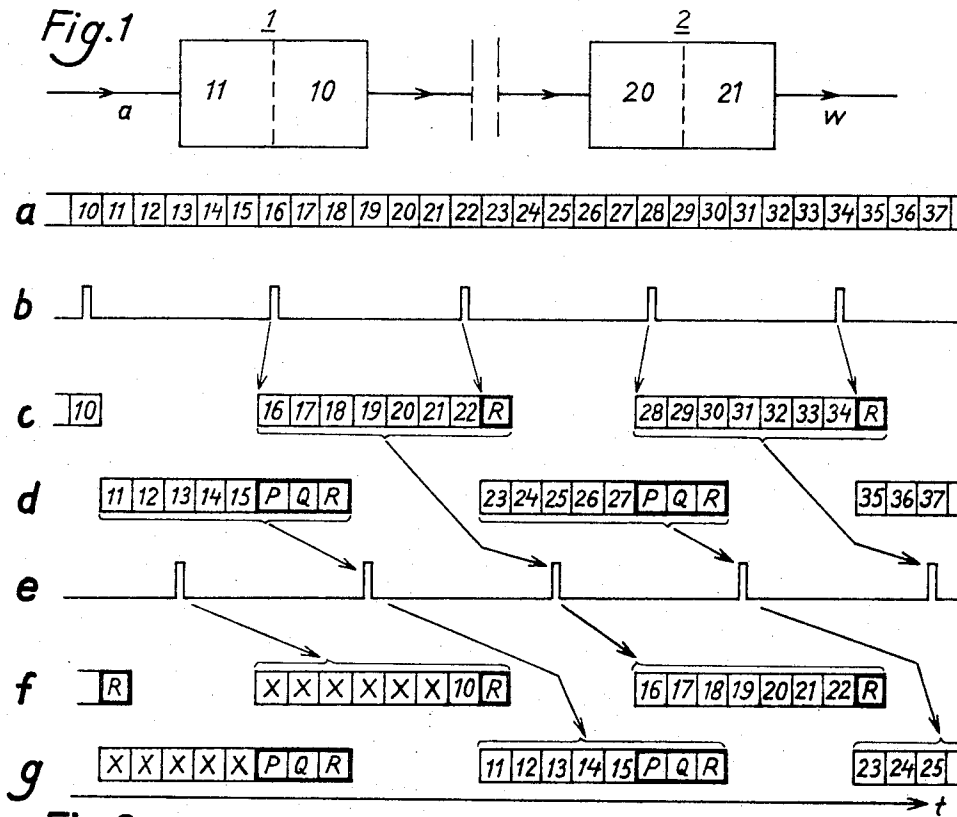 Fig.1
1 2
11 10 20 21
a w
a 10 11 12 13 14 15 16 17 18 19 20 21 22 23 24 25 26 27 28 29 30 31 32 33 34 35 36 37
b
c 10 16 17 18 19 20 21 22 R 28 29 30 31 32 33 34 R
d 11 12 13 14 15 P Q R 23 24 25 26 27 P Q R 35 36 37
e
f R X X X X X X 10 R 16 17 18 19 20 21 22 R
g X X X X X P Q R 11 12 13 14 15 P Q R 23 24 25
t